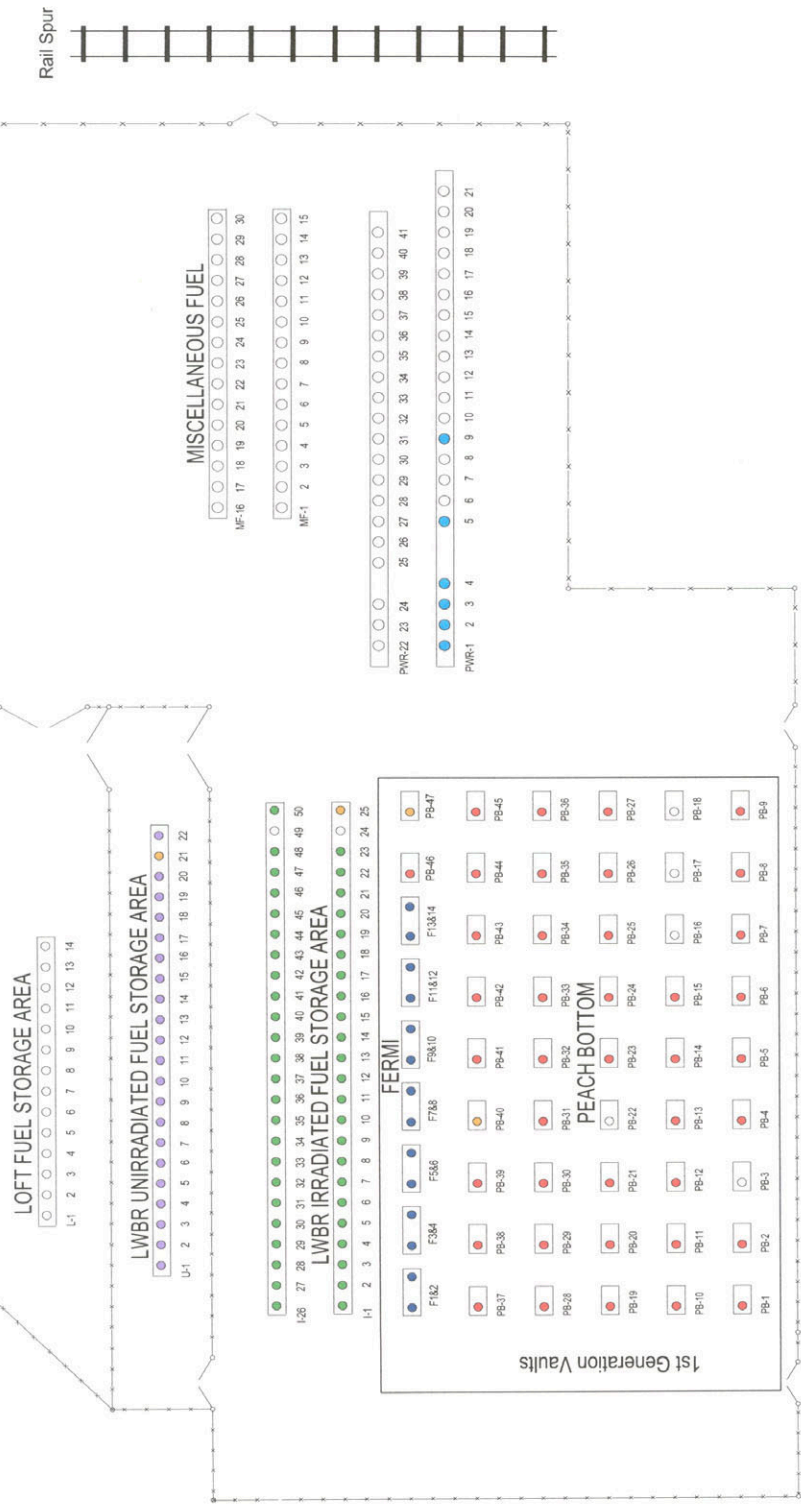 Rail Spur
LOFT FUEL STORAGE AREA
L-1 2 3 4 5 6 7 8 9 10 11 12 13 14
LWBR UNIRRADIATED FUEL STORAGE AREA
U-1 2 3 4 5 6 7 8 9 10 11 12 13 14 15 16 17 18 19 20 21 22
MISCELLANEOUS FUEL
MF-16 17 18 19 20 21 22 23 24 25 26 27 28 29 30
MF-1 2 3 4 5 6 7 8 9 10 11 12 13 14 15
I-26 27 28 29 30 31 32 33 34 35 36 37 38 39 40 41 42 43 44 45 46 47 48 49 50
LWBR IRRADIATED FUEL STORAGE AREA
I-1 2 3 4 5 6 7 8 9 10 11 12 13 14 15 16 17 18 19 20 21 22 23 24 25
PWR-22 23 24 25 26 27 28 29 30 31 32 33 34 35 36 37 38 39 40 41
PWR-1 2 3 4 5 6 7 8 9 10 11 12 13 14 15 16 17 18 19 20 21
FERMI
F1&2 F3&4 F5&6 F7&8 F9&10 F11&12 F13&14 PB-46 PB-47
PB-37 PB-38 PB-39 PB-40 PB-41 PB-42 PB-43 PB-44 PB-45
PB-28 PB-29 PB-30 PB-31 PB-32 PB-33 PB-34 PB-35 PB-36
PEACH BOTTOM
PB-19 PB-20 PB-21 PB-22 PB-23 PB-24 PB-25 PB-26 PB-27
PB-10 PB-11 PB-12 PB-13 PB-14 PB-15 PB-16 PB-17 PB-18
PB-1 PB-2 PB-3 PB-4 PB-5 PB-6 PB-7 PB-8 PB-9
1st Generation Vaults